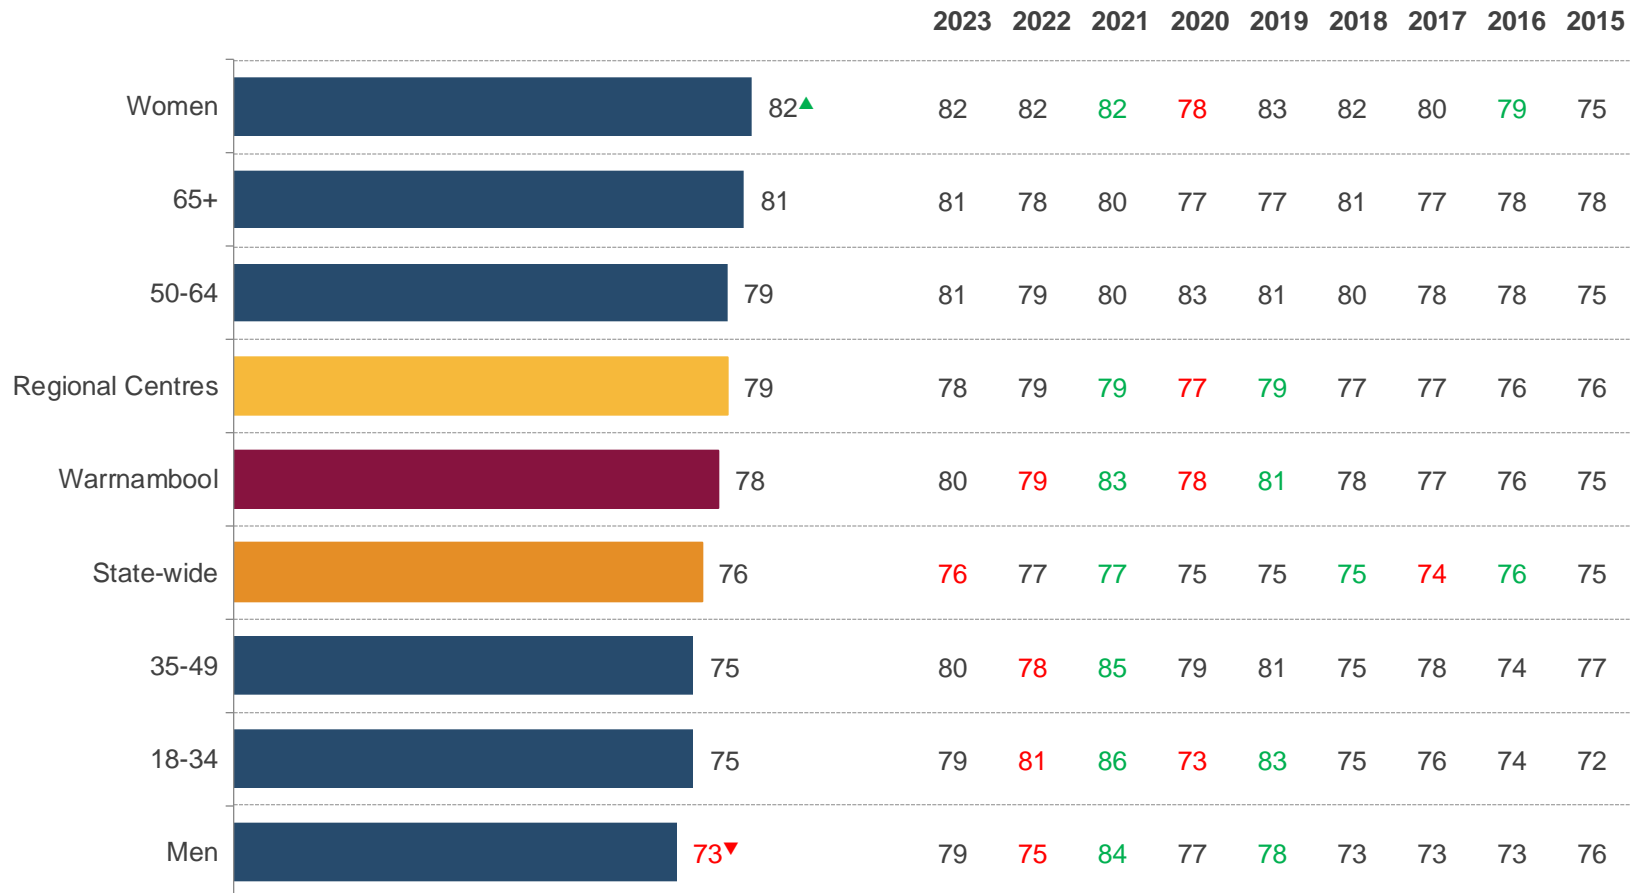 2023 2022 2021 2020 2019 2018 2017 2016 2015
Women 82▲ 82 82 82 78 83 82 80 79 75
65+ 81 81 78 80 77 77 81 77 78 78
50-64 79 81 79 80 83 81 80 78 78 75
Regional Centres 79 78 79 79 77 79 77 77 76 76
Warrnambool 78 80 79 83 78 81 78 77 76 75
State-wide 76 76 77 77 75 75 75 74 76 75
35-49 75 80 78 85 79 81 75 78 74 77
18-34 75 79 81 86 73 83 75 76 74 72
Men 73▼ 79 75 84 77 78 73 73 73 76